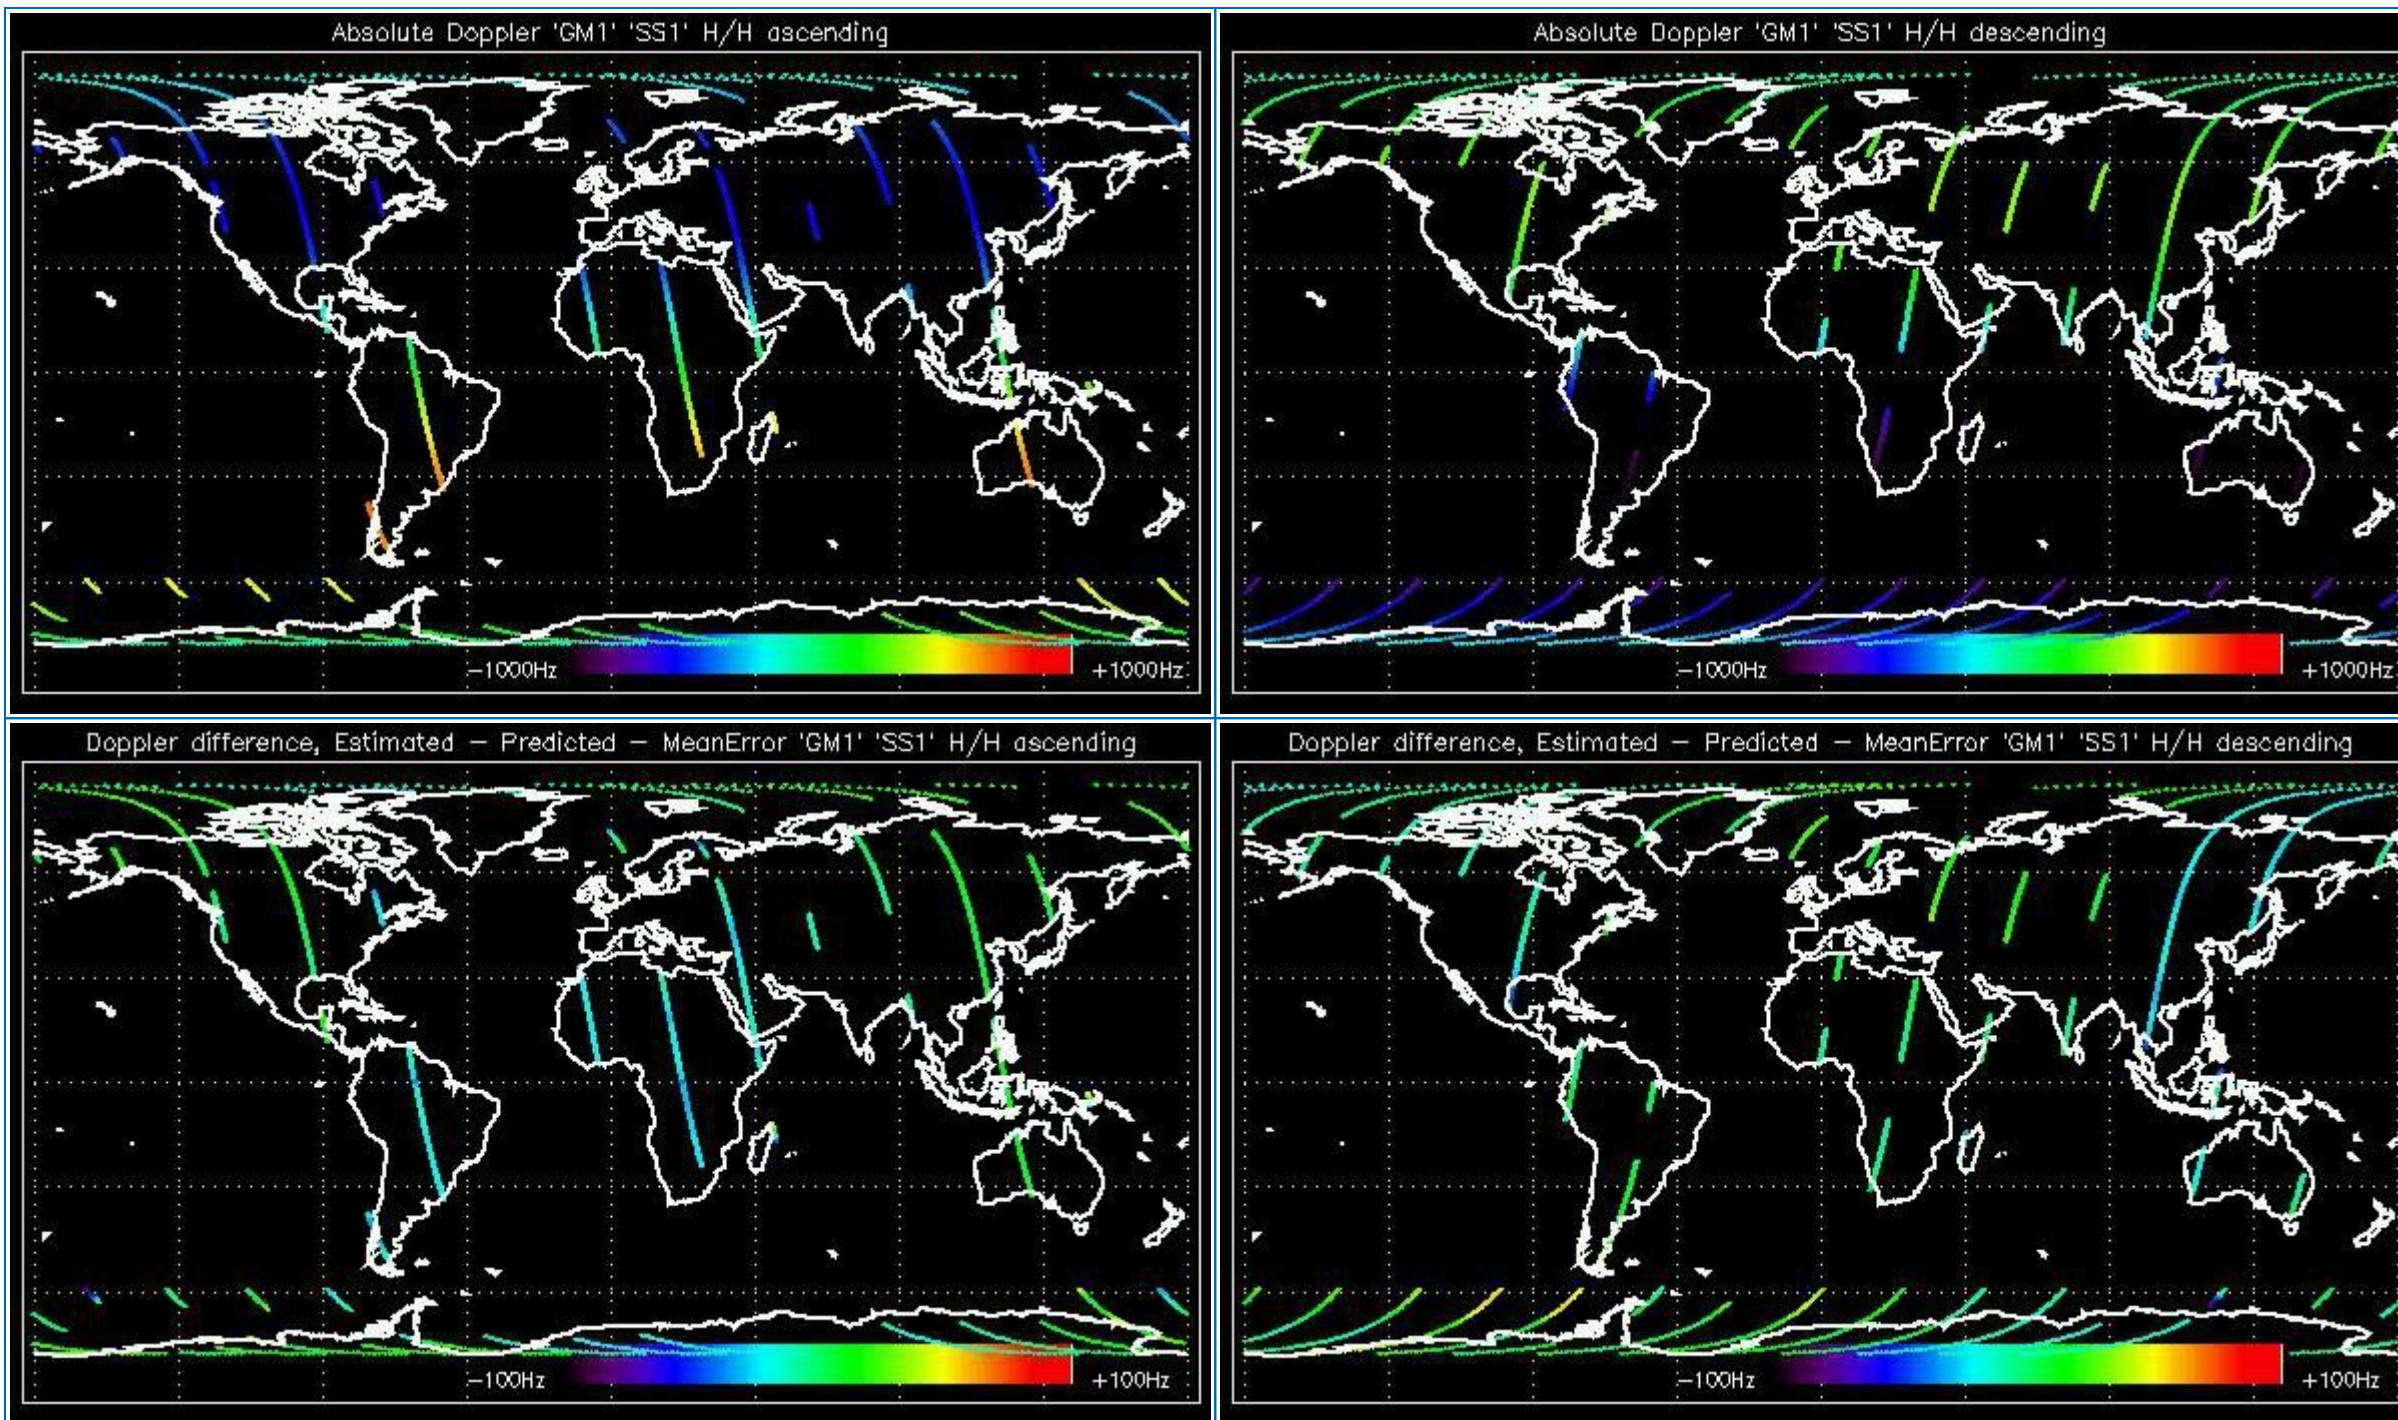 Absolute Doppler 'GM1' 'SS1' H/H ascending
−1000Hz
+1000Hz
Absolute Doppler 'GM1' 'SS1' H/H descending
−1000Hz
+1000Hz
Doppler difference, Estimated − Predicted − MeanError 'GM1' 'SS1' H/H ascending
−100Hz
+100Hz
Doppler difference, Estimated − Predicted − MeanError 'GM1' 'SS1' H/H descending
−100Hz
+100Hz